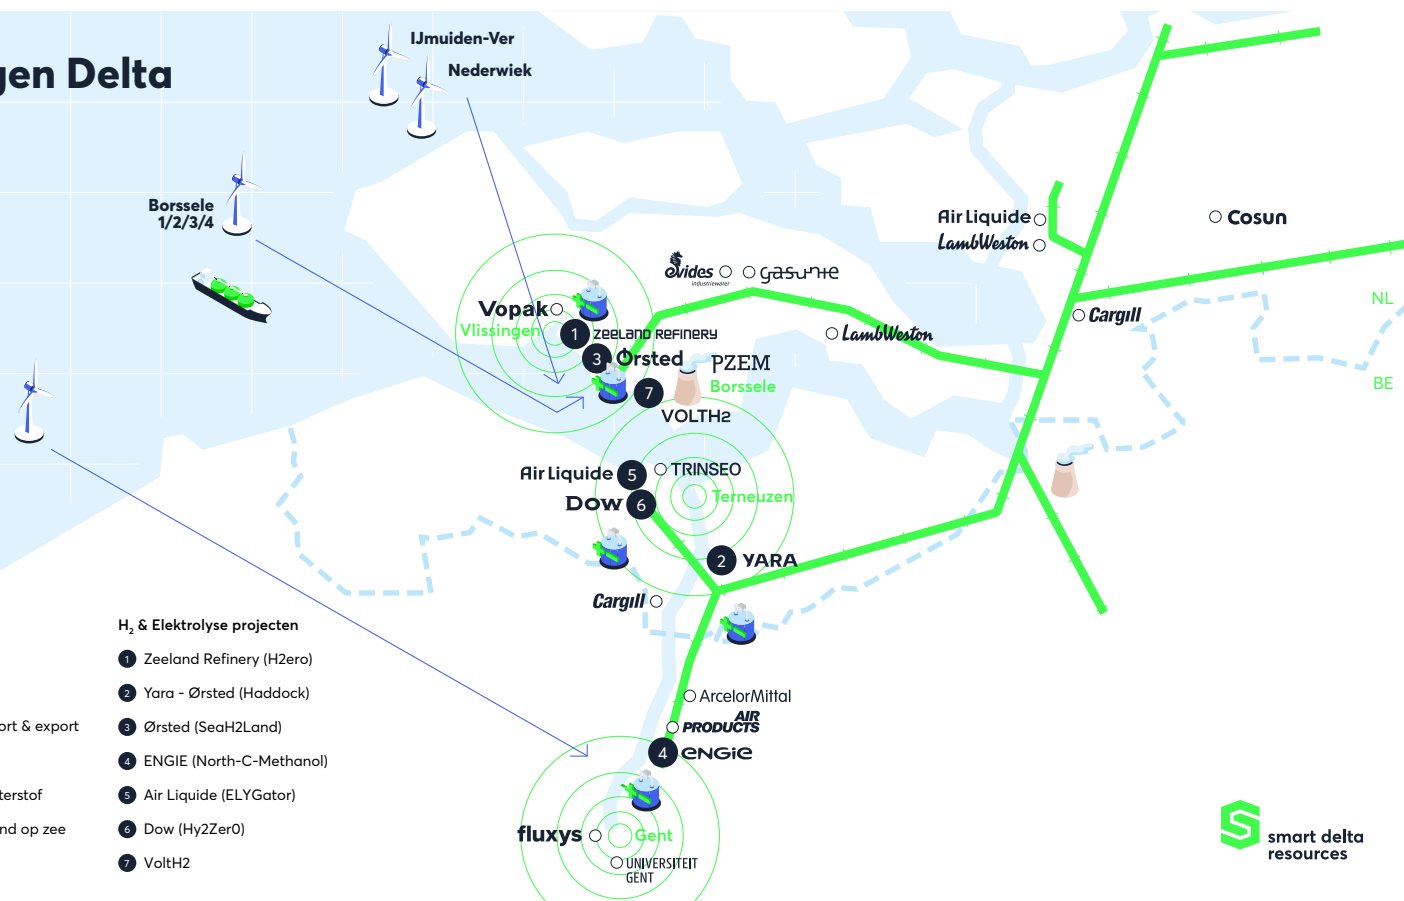 gen Delta
IJmuiden-Ver
Nederwiek
Borssele
1/2/3/4
Air Liquide
LambWeston
Cosun
evides
industriewater
gasunie
NL
Vopak
Vlissingen
1 ZEELAND REFINERY
LambWeston
Cargill
3 Ørsted
PZEM
Borssele
BE
7
VOLTH2
Air Liquide 5
TRINSEO
DOW 6
Terneuzen
2 YARA
Cargill
H₂ & Elektrolyse projecten
1 Zeeland Refinery (H2ero)
2 Yara - Ørsted (Haddock)
3 Ørsted (SeaH2Land)
4 ENGIE (North-C-Methanol)
5 Air Liquide (ELYGator)
6 Dow (Hy2Zer0)
7 VoltH2
ort & export
terstof
nd op zee
ArcelorMittal
AIR
PRODUCTS
4 ENGIE
fluxys
Gent
UNIVERSITEIT
GENT
smart delta
resources